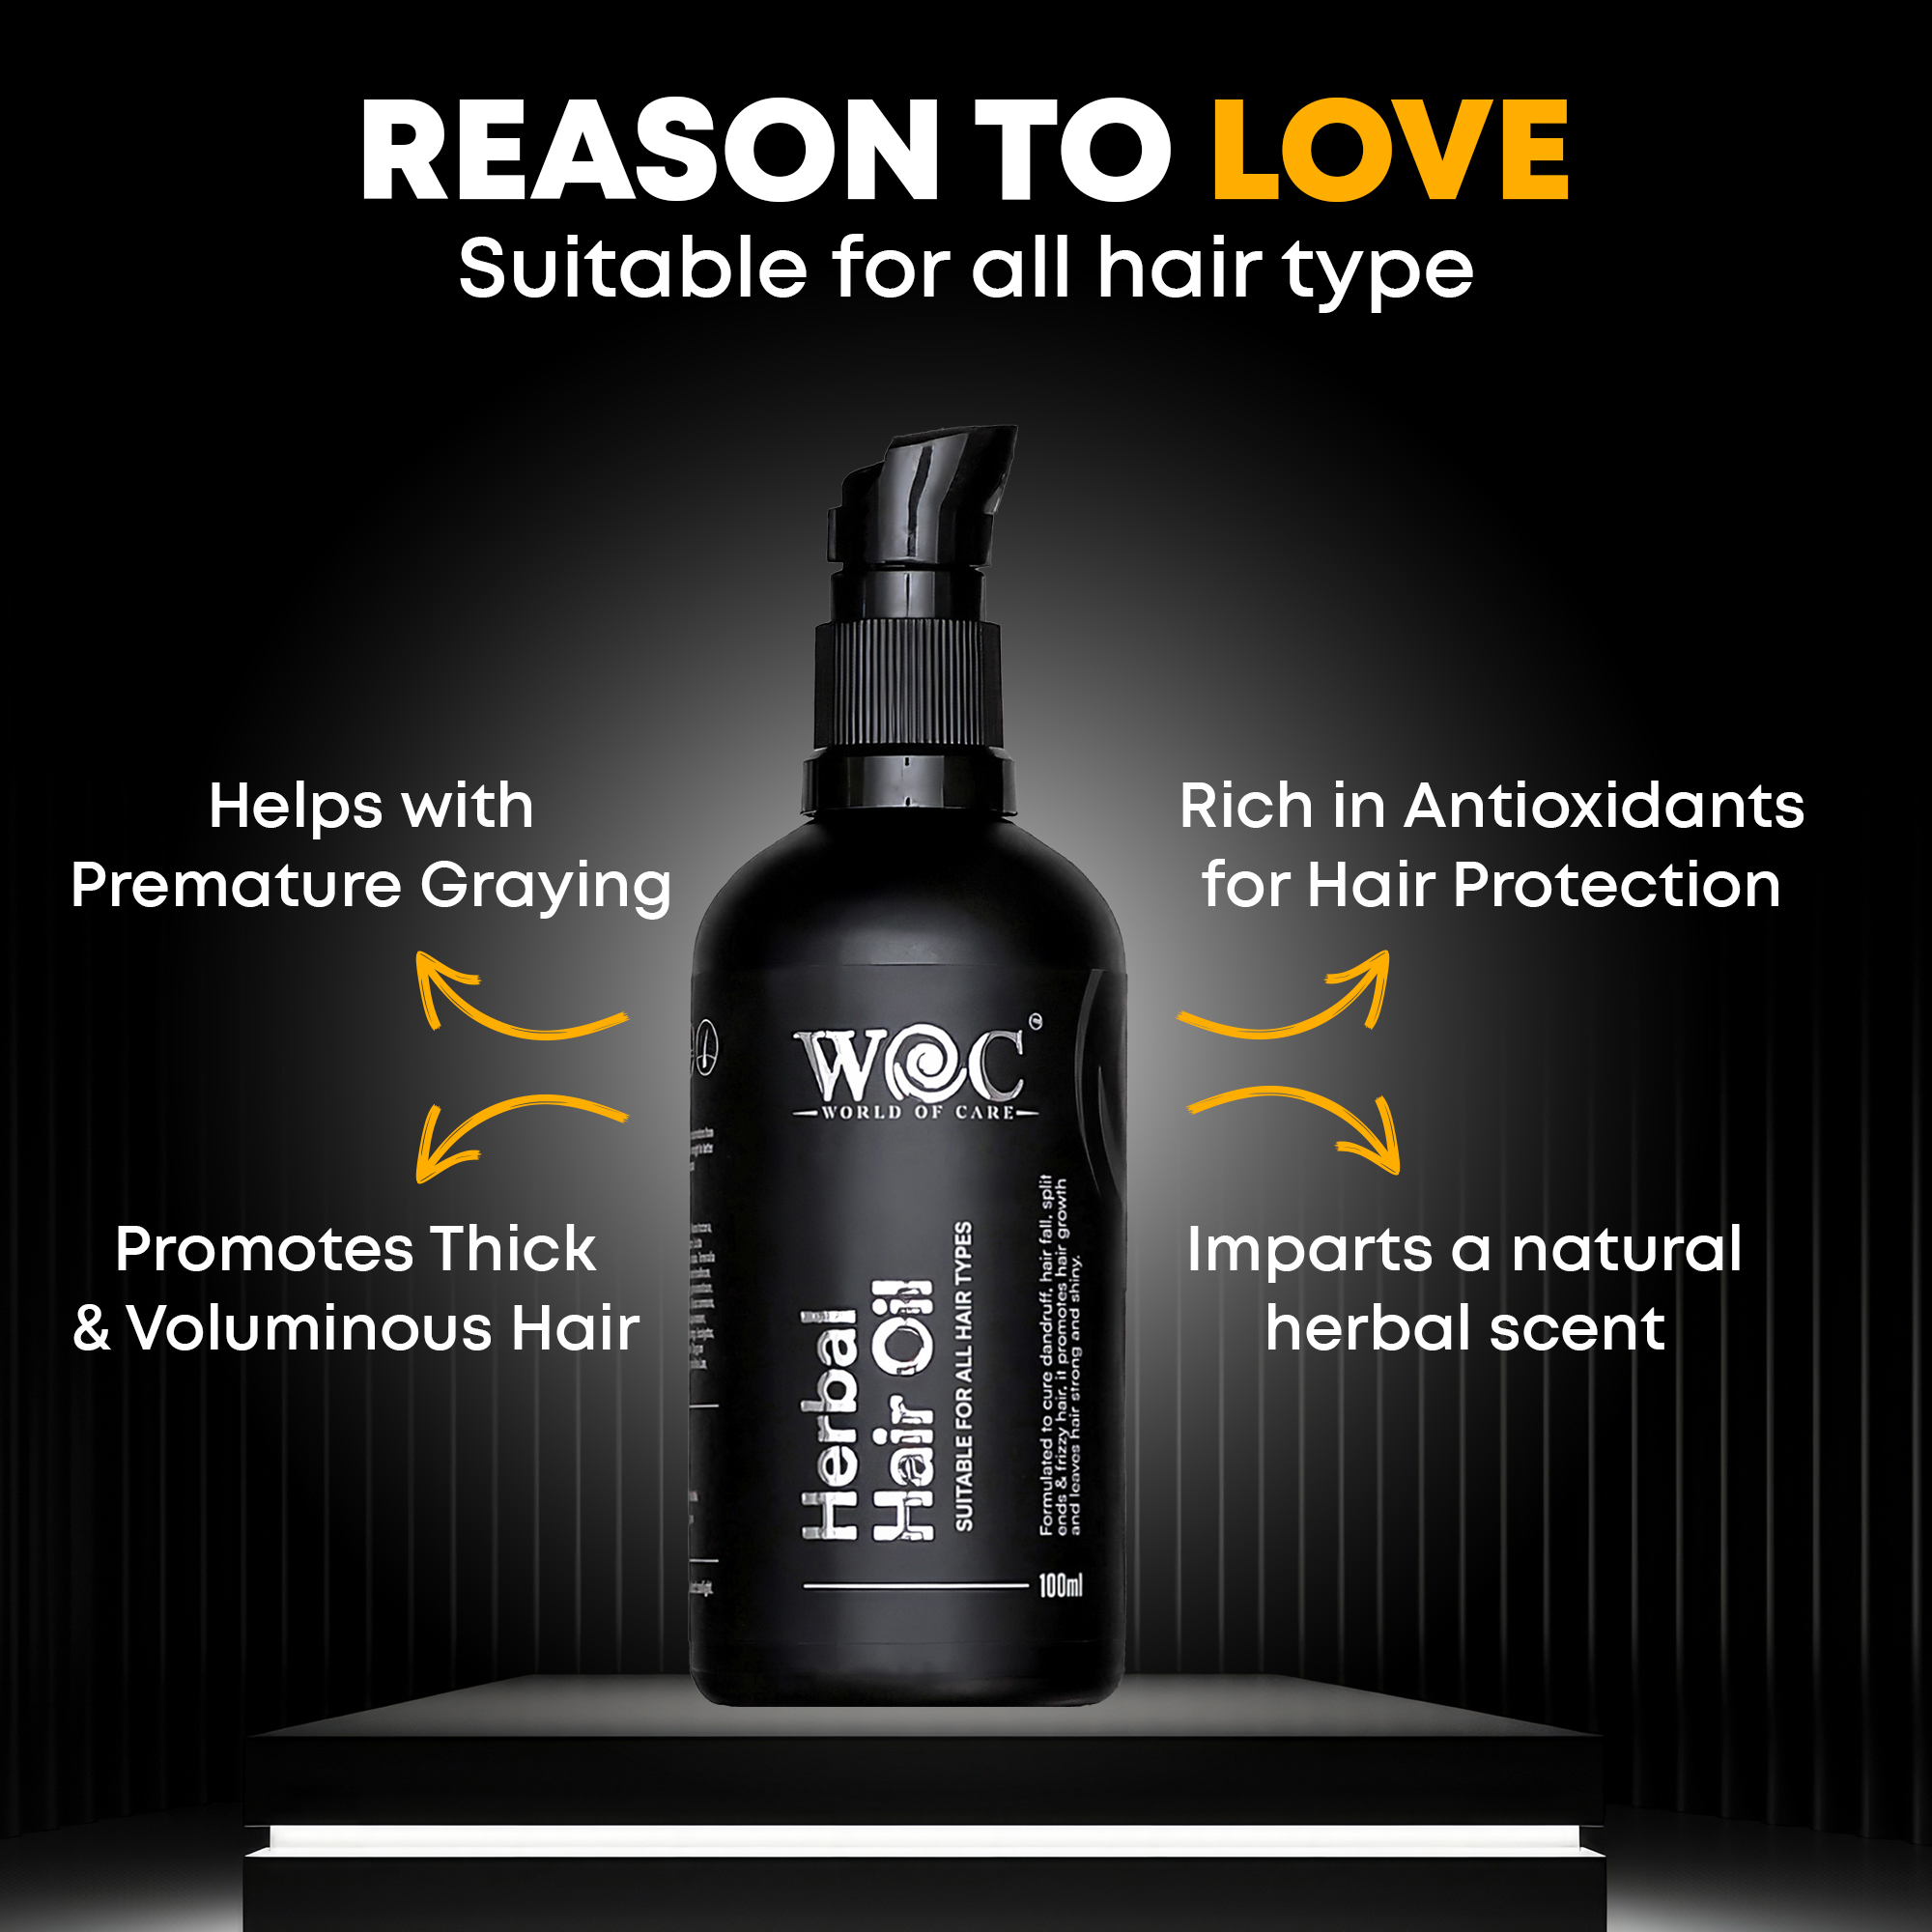 REASON TO LOVE
Suitable for all hair type
Helps with
Premature Graying
Rich in Antioxidants
for Hair Protection
Promotes Thick
& Voluminous Hair
Imparts a natural
herbal scent
WOC
WORLD OF CARE
Herbal
Hair Oil
SUITABLE FOR ALL HAIR TYPES
Formulated to cure dandruff, hair fall, split
ends & frizzy hair, it promotes hair growth
and leaves hair strong and shiny.
100ml